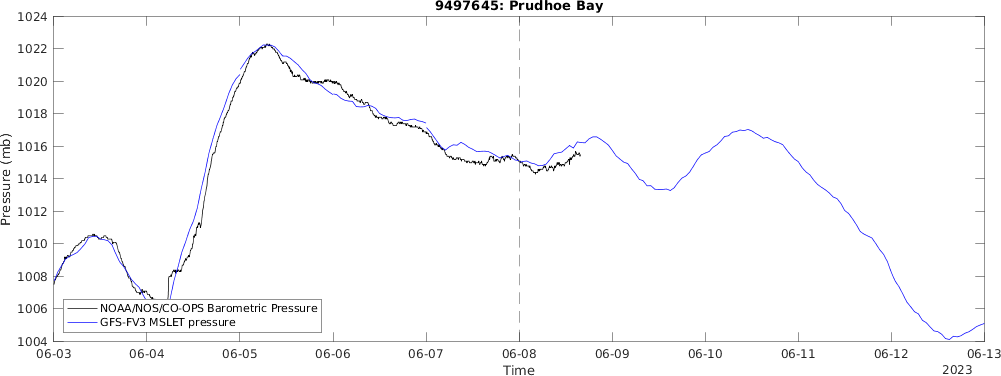 9497645: Prudhoe Bay
1024
1022
1020
1018
1016
1014
1012
1010
1008
1006
1004
Pressure (mb)
NOAA/NOS/CO-OPS Barometric Pressure
GFS-FV3 MSLET pressure
06-03 06-04 06-05 06-06 06-07 06-08 06-09 06-10 06-11 06-12 06-13
Time
2023